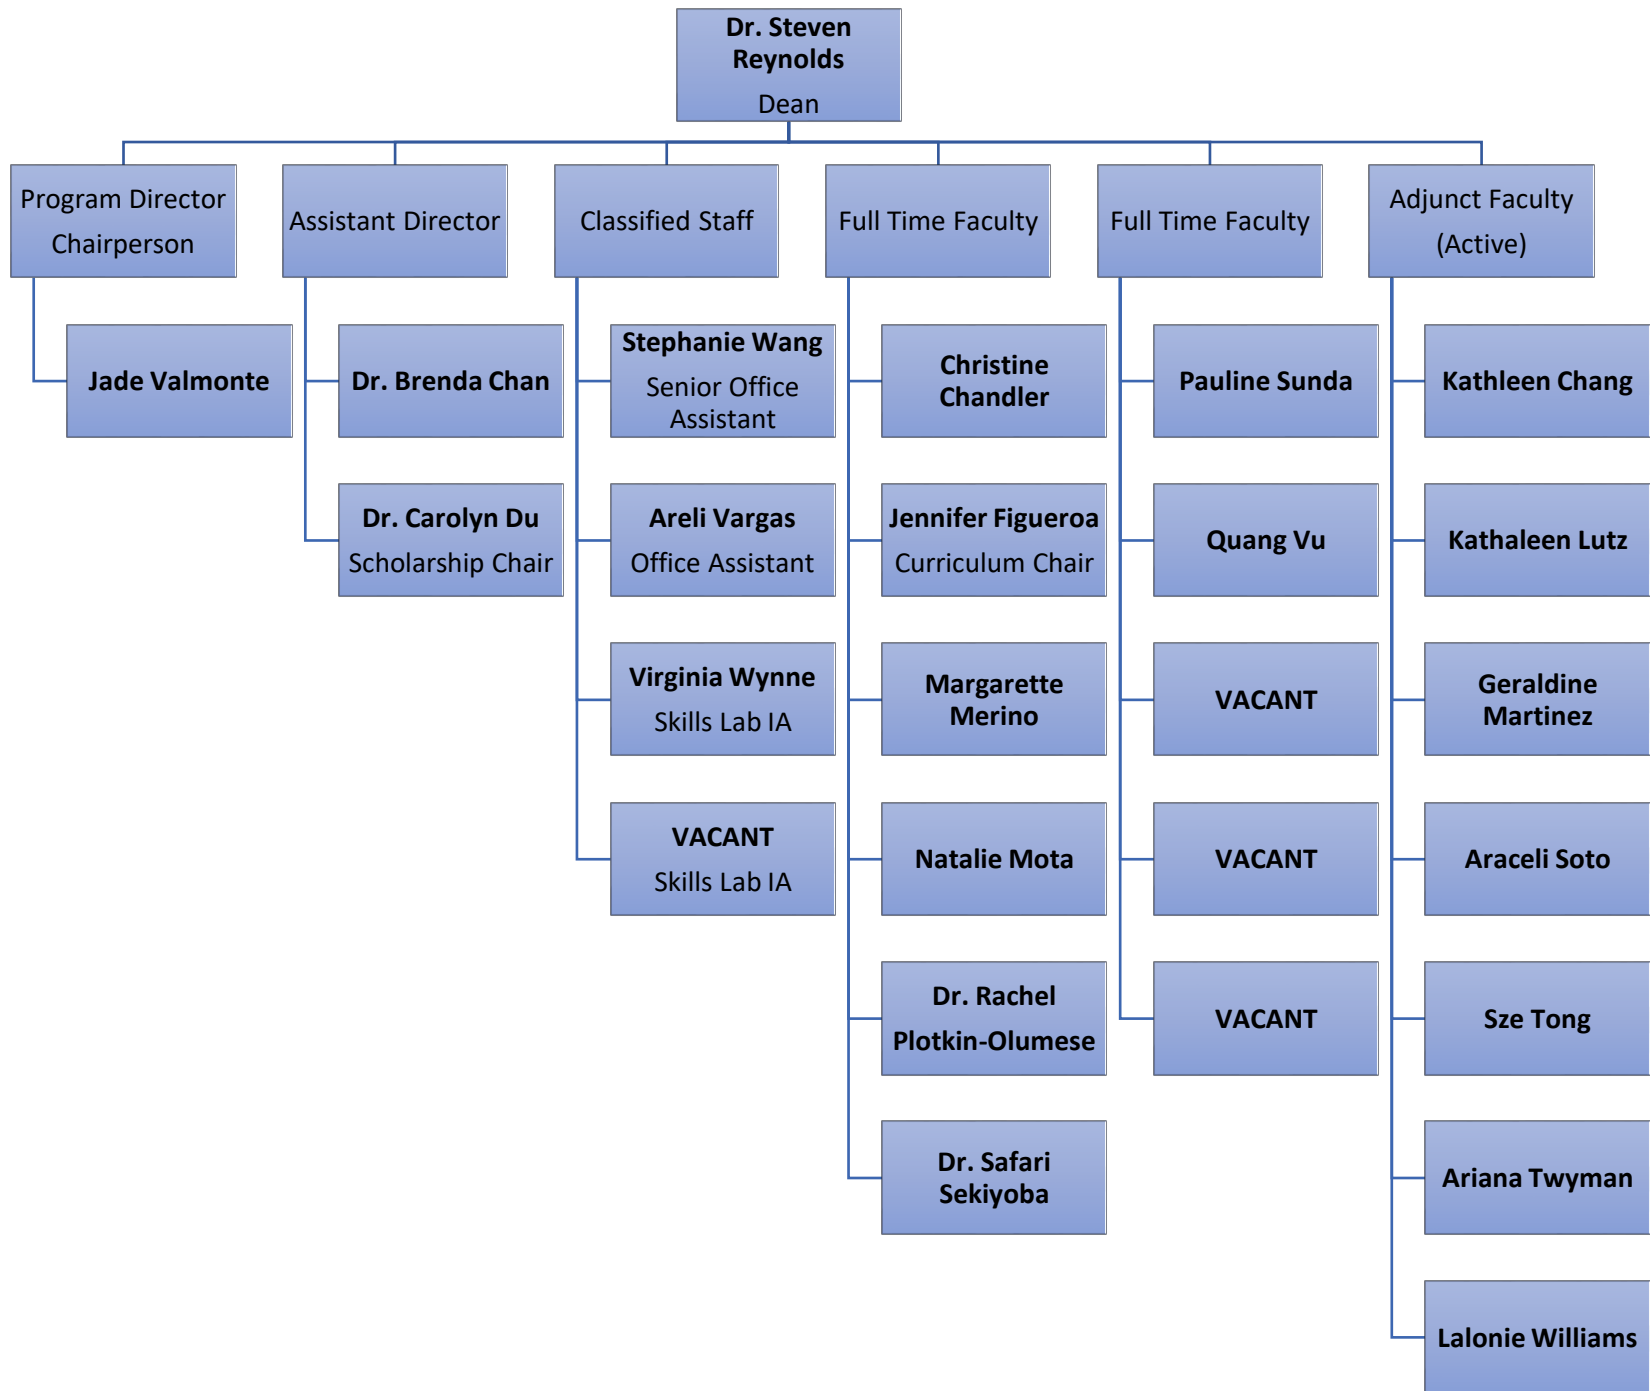 Dr. Steven
Reynolds
Dean
Program Director
Chairperson
Jade Valmonte
Assistant Director
Dr. Brenda Chan
Dr. Carolyn Du
Scholarship Chair
Classified Staff
Stephanie Wang
Senior Office
Assistant
Areli Vargas
Office Assistant
Virginia Wynne
Skills Lab IA
VACANT
Skills Lab IA
Full Time Faculty
Christine
Chandler
Jennifer Figueroa
Curriculum Chair
Margarette
Merino
Natalie Mota
Dr. Rachel
Plotkin-Olumese
Dr. Safari
Sekiyoba
Full Time Faculty
Pauline Sunda
Quang Vu
VACANT
VACANT
VACANT
Adjunct Faculty
(Active)
Kathleen Chang
Kathaleen Lutz
Geraldine
Martinez
Araceli Soto
Sze Tong
Ariana Twyman
Lalonie Williams